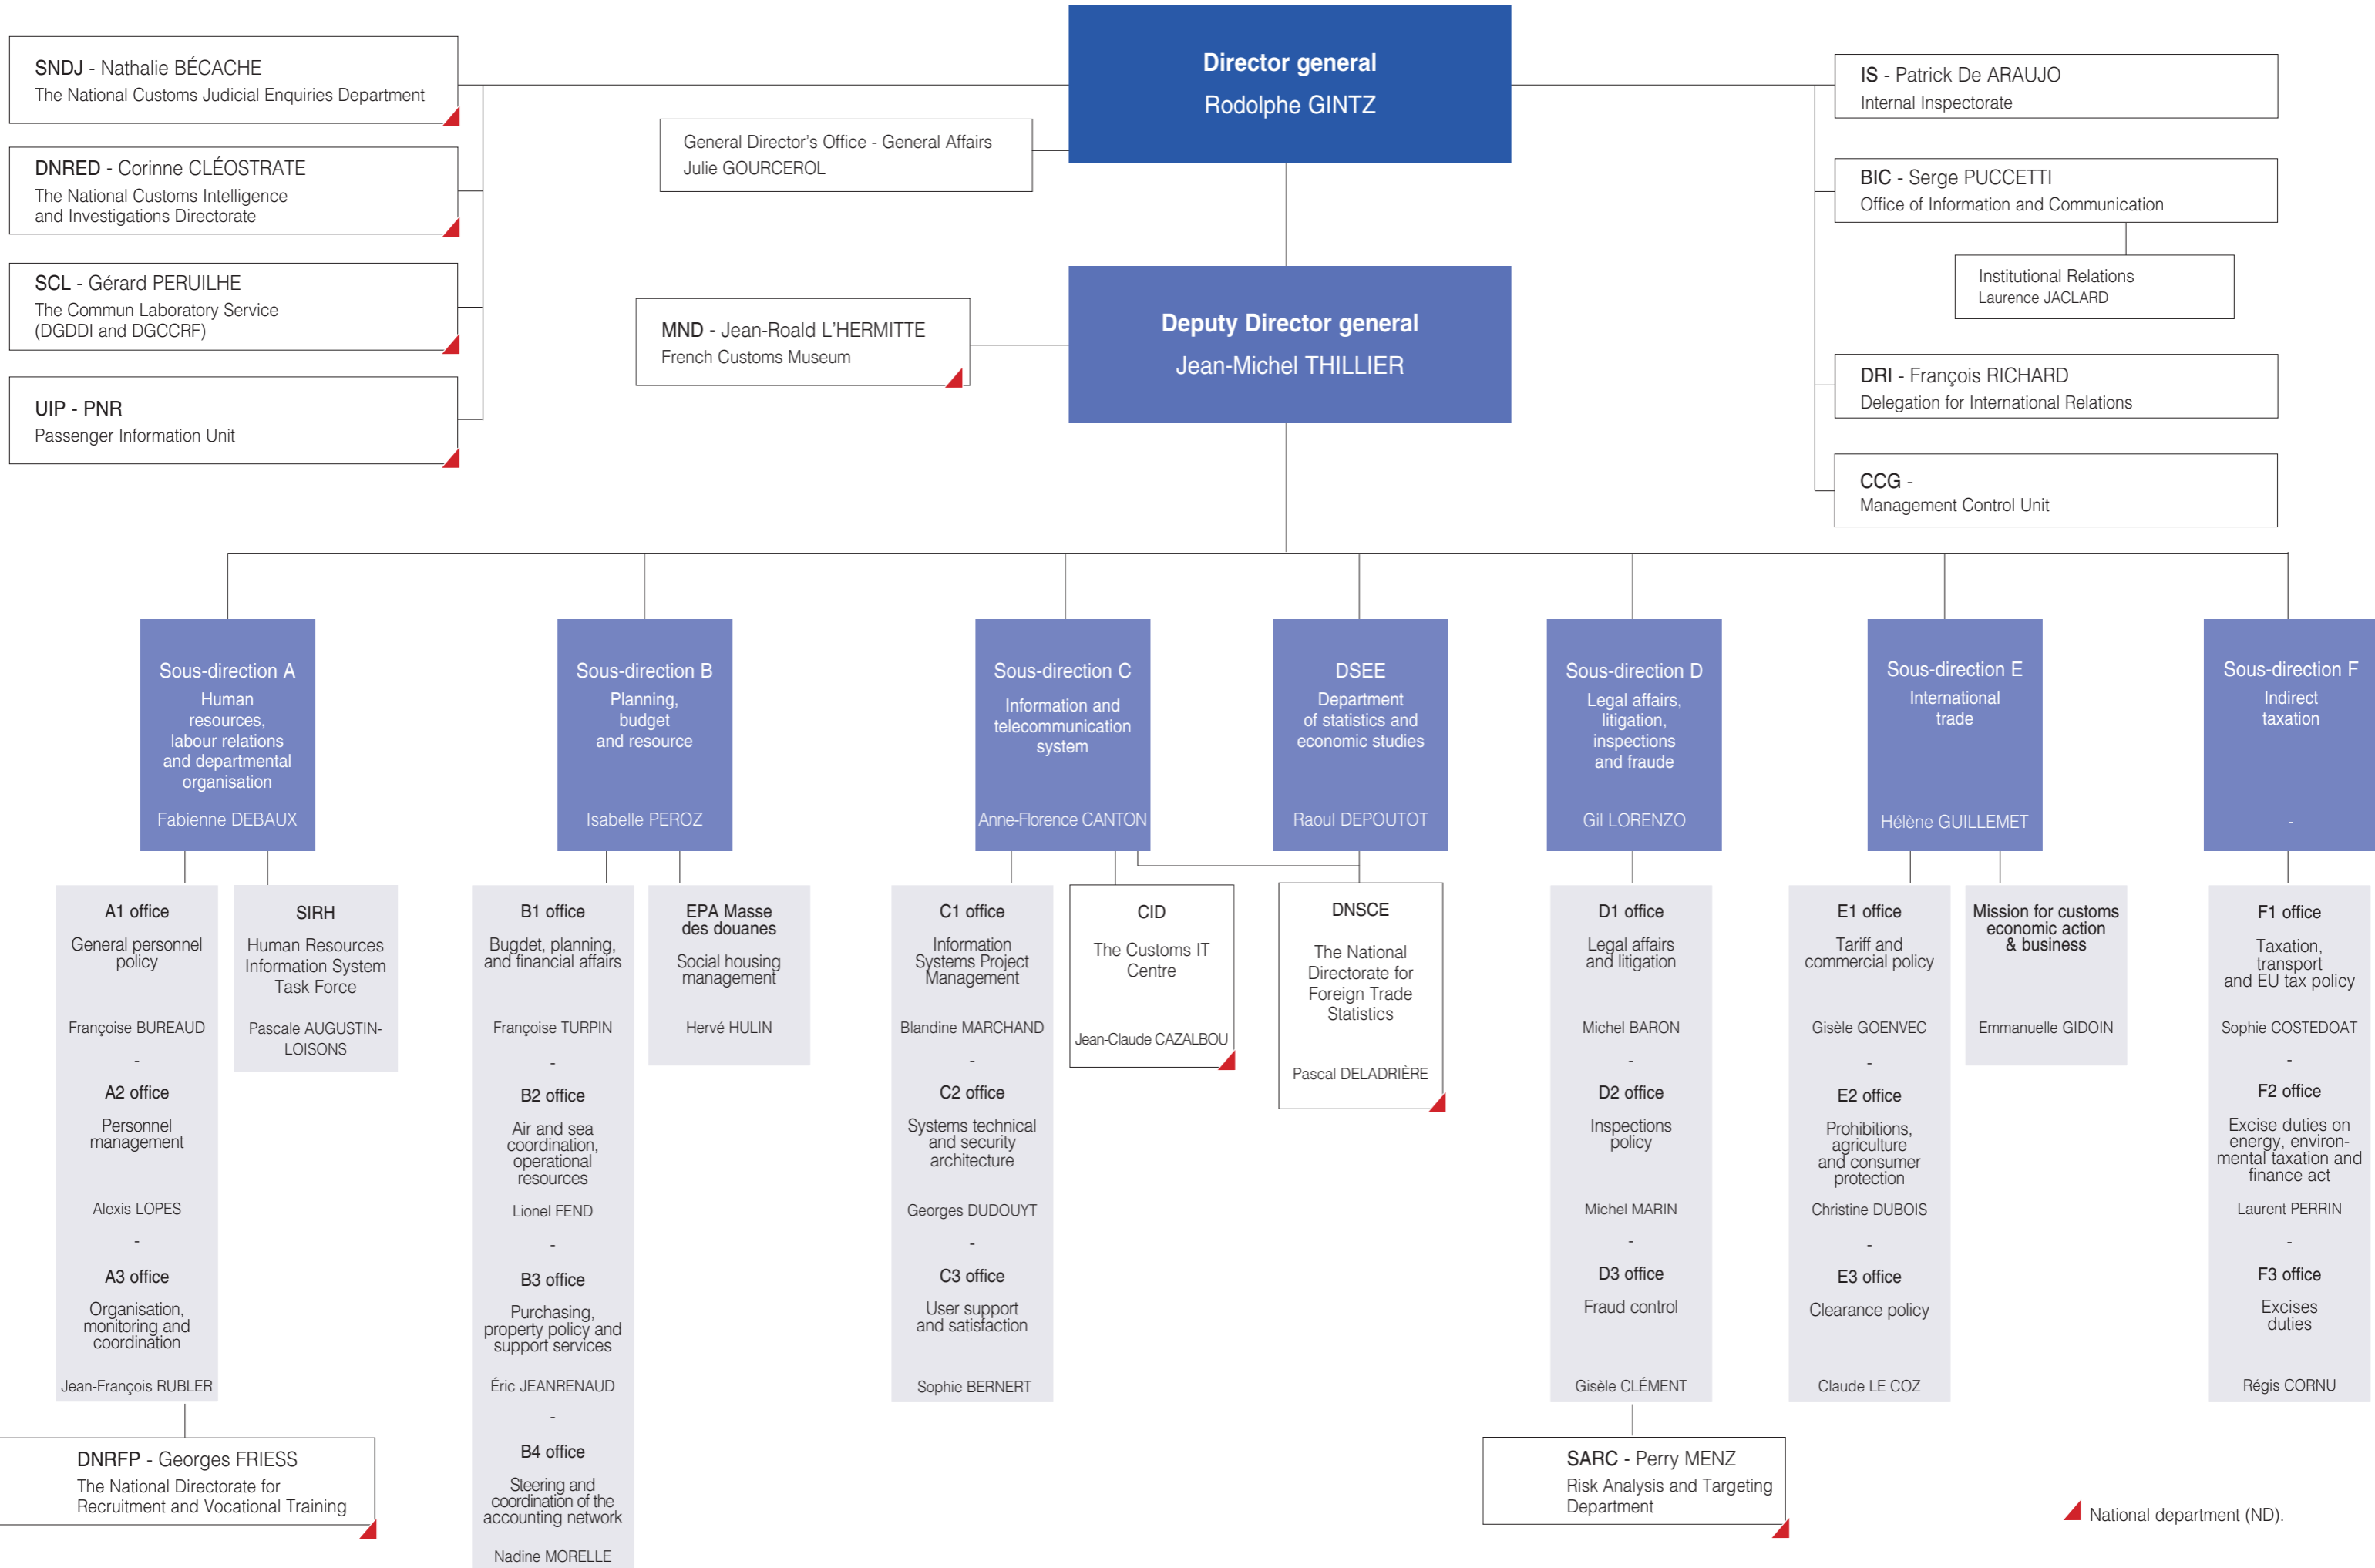 Director general
Rodolphe GINTZ
SNDJ - Nathalie BÉCACHE
The National Customs Judicial Enquiries Department
DNRED - Corinne CLÉOSTRATE
The National Customs Intelligence
and Investigations Directorate
SCL - Gérard PERUILHE
The Commun Laboratory Service
(DGDDI and DGCCRF)
UIP - PNR
Passenger Information Unit
General Director's Office - General Affairs
Julie GOURCEROL
MND - Jean-Roald L'HERMITTE
French Customs Museum
Deputy Director general
Jean-Michel THILLIER
IS - Patrick De ARAUJO
Internal Inspectorate
BIC - Serge PUCCETTI
Office of Information and Communication
Institutional Relations
Laurence JACLARD
DRI - François RICHARD
Delegation for International Relations
CCG -
Management Control Unit
Sous-direction A
Human
resources,
labour relations
and departmental
organisation
Fabienne DEBAUX
Sous-direction B
Planning,
budget
and resource
Isabelle PEROZ
Sous-direction C
Information and
telecommunication
system
Anne-Florence CANTON
DSEE
Department
of statistics and
economic studies
Raoul DEPOUTOT
Sous-direction D
Legal affairs,
litigation,
inspections
and fraude
Gil LORENZO
Sous-direction E
International
trade
Hélène GUILLEMET
Sous-direction F
Indirect
taxation
-
A1 office
General personnel
policy
Françoise BUREAUD
-
A2 office
Personnel
management
Alexis LOPES
-
A3 office
Organisation,
monitoring and
coordination
Jean-François RUBLER
SIRH
Human Resources
Information System
Task Force
Pascale AUGUSTIN-
LOISONS
DNRFP - Georges FRIESS
The National Directorate for
Recruitment and Vocational Training
B1 office
Bugdet, planning,
and financial affairs
Françoise TURPIN
-
B2 office
Air and sea
coordination,
operational
resources
Lionel FEND
-
B3 office
Purchasing,
property policy and
support services
Éric JEANRENAUD
-
B4 office
Steering and
coordination of the
accounting network
Nadine MORELLE
EPA Masse
des douanes
Social housing
management
Hervé HULIN
C1 office
Information
Systems Project
Management
Blandine MARCHAND
-
C2 office
Systems technical
and security
architecture
Georges DUDOUYT
-
C3 office
User support
and satisfaction
Sophie BERNERT
CID
The Customs IT
Centre
Jean-Claude CAZALBOU
DNSCE
The National
Directorate for
Foreign Trade
Statistics
Pascal DELADRIÈRE
D1 office
Legal affairs
and litigation
Michel BARON
-
D2 office
Inspections
policy
Michel MARIN
-
D3 office
Fraud control
Gisèle CLÉMENT
SARC - Perry MENZ
Risk Analysis and Targeting
Department
E1 office
Tariff and
commercial policy
Gisèle GOENVEC
-
E2 office
Prohibitions,
agriculture
and consumer
protection
Christine DUBOIS
-
E3 office
Clearance policy
Claude LE COZ
Mission for customs
economic action
& business
Emmanuelle GIDOIN
F1 office
Taxation,
transport
and EU tax policy
Sophie COSTEDOAT
-
F2 office
Excise duties on
energy, environ-
mental taxation and
finance act
Laurent PERRIN
-
F3 office
Excises
duties
Régis CORNU
National department (ND).